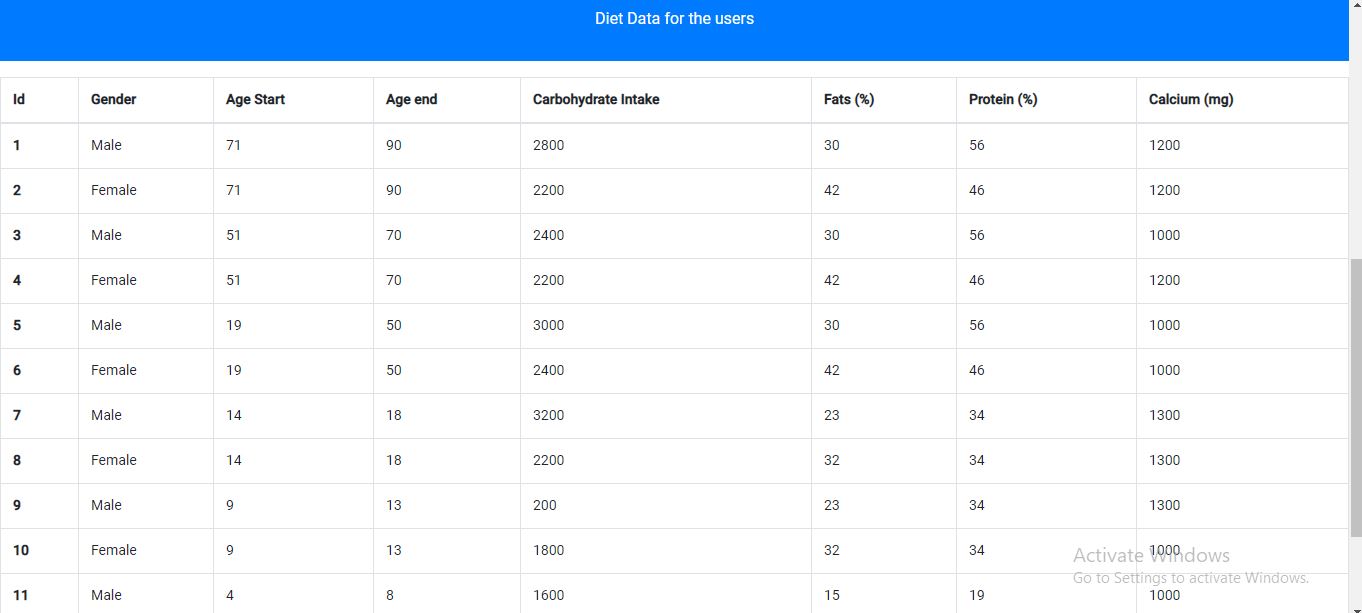 Diet Data for the users
Id Gender Age Start Age end Carbohydrate Intake Fats (%) Protein (%) Calcium (mg)
1 Male 71 90 2800 30 56 1200
2 Female 71 90 2200 42 46 1200
3 Male 51 70 2400 30 56 1000
4 Female 51 70 2200 42 46 1200
5 Male 19 50 3000 30 56 1000
6 Female 19 50 2400 42 46 1000
7 Male 14 18 3200 23 34 1300
8 Female 14 18 2200 32 34 1300
9 Male 9 13 200 23 34 1300
10 Female 9 13 1800 32 34 1000
Activate Windows
Go to Settings to activate Windows.
11 Male 4 8 1600 15 19 1000